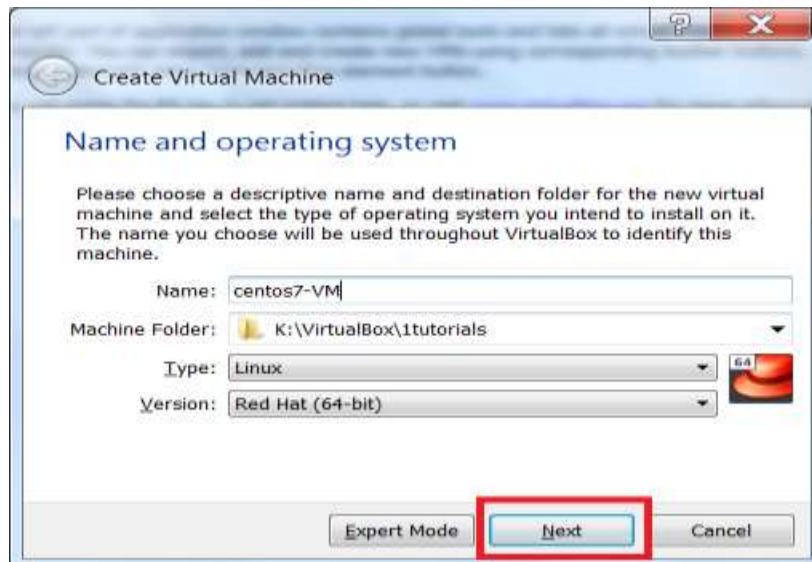 Create Virtual Machine
Name and operating system
Please choose a descriptive name and destination folder for the new virtual
machine and select the type of operating system you intend to install on it.
The name you choose will be used throughout VirtualBox to identify this
machine.
Name: centos7-VM
Machine Folder: K:\VirtualBox\1tutorials
Type: Linux
64
Version: Red Hat (64-bit)
Expert Mode Next Cancel